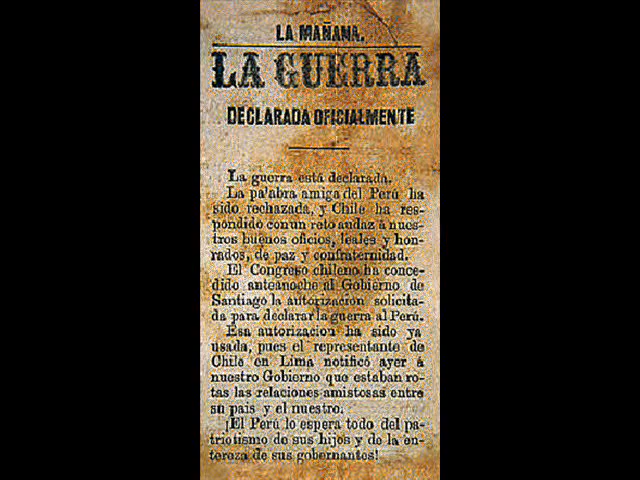 LA MAÑANA.
LA GUERRA
DECLARADA OFICIALMENTE
La guerra está declarada.
La palabra amiga del Perú ha
sido rechazada, y Chile ha res-
pondido con un reto audaz á nues-
tros buenos oficios, leales y hon-
rados, de paz y confraternidad.
El Congreso chileno ha conce-
dido anteanoche al Gobierno de
Santiago la autorizacion solicita-
da para declarar la guerra al Perú.
Esa autorizacion ha sido ya
usada, pues el representante de
Chile en Lima notificó ayer á
nuestro Gobierno que estaban ro-
tas las relaciones amistosas entre
su pais y el nuestro.
¡El Perú lo espera todo del pa-
triotismo de sus hijos y de la en-
tereza de sus gobernantes!